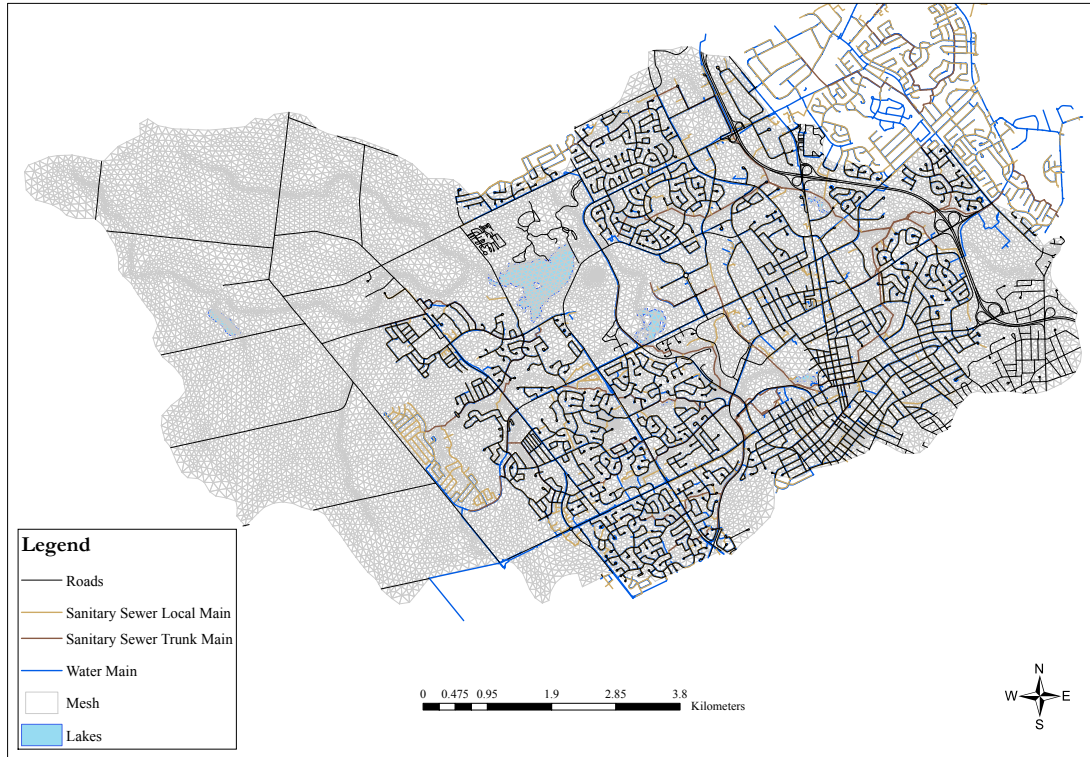 Legend
Roads
Sanitary Sewer Local Main
Sanitary Sewer Trunk Main
Water Main
Mesh
Lakes
0 0.475 0.95 1.9 2.85 3.8
Kilometers
N
W E
S